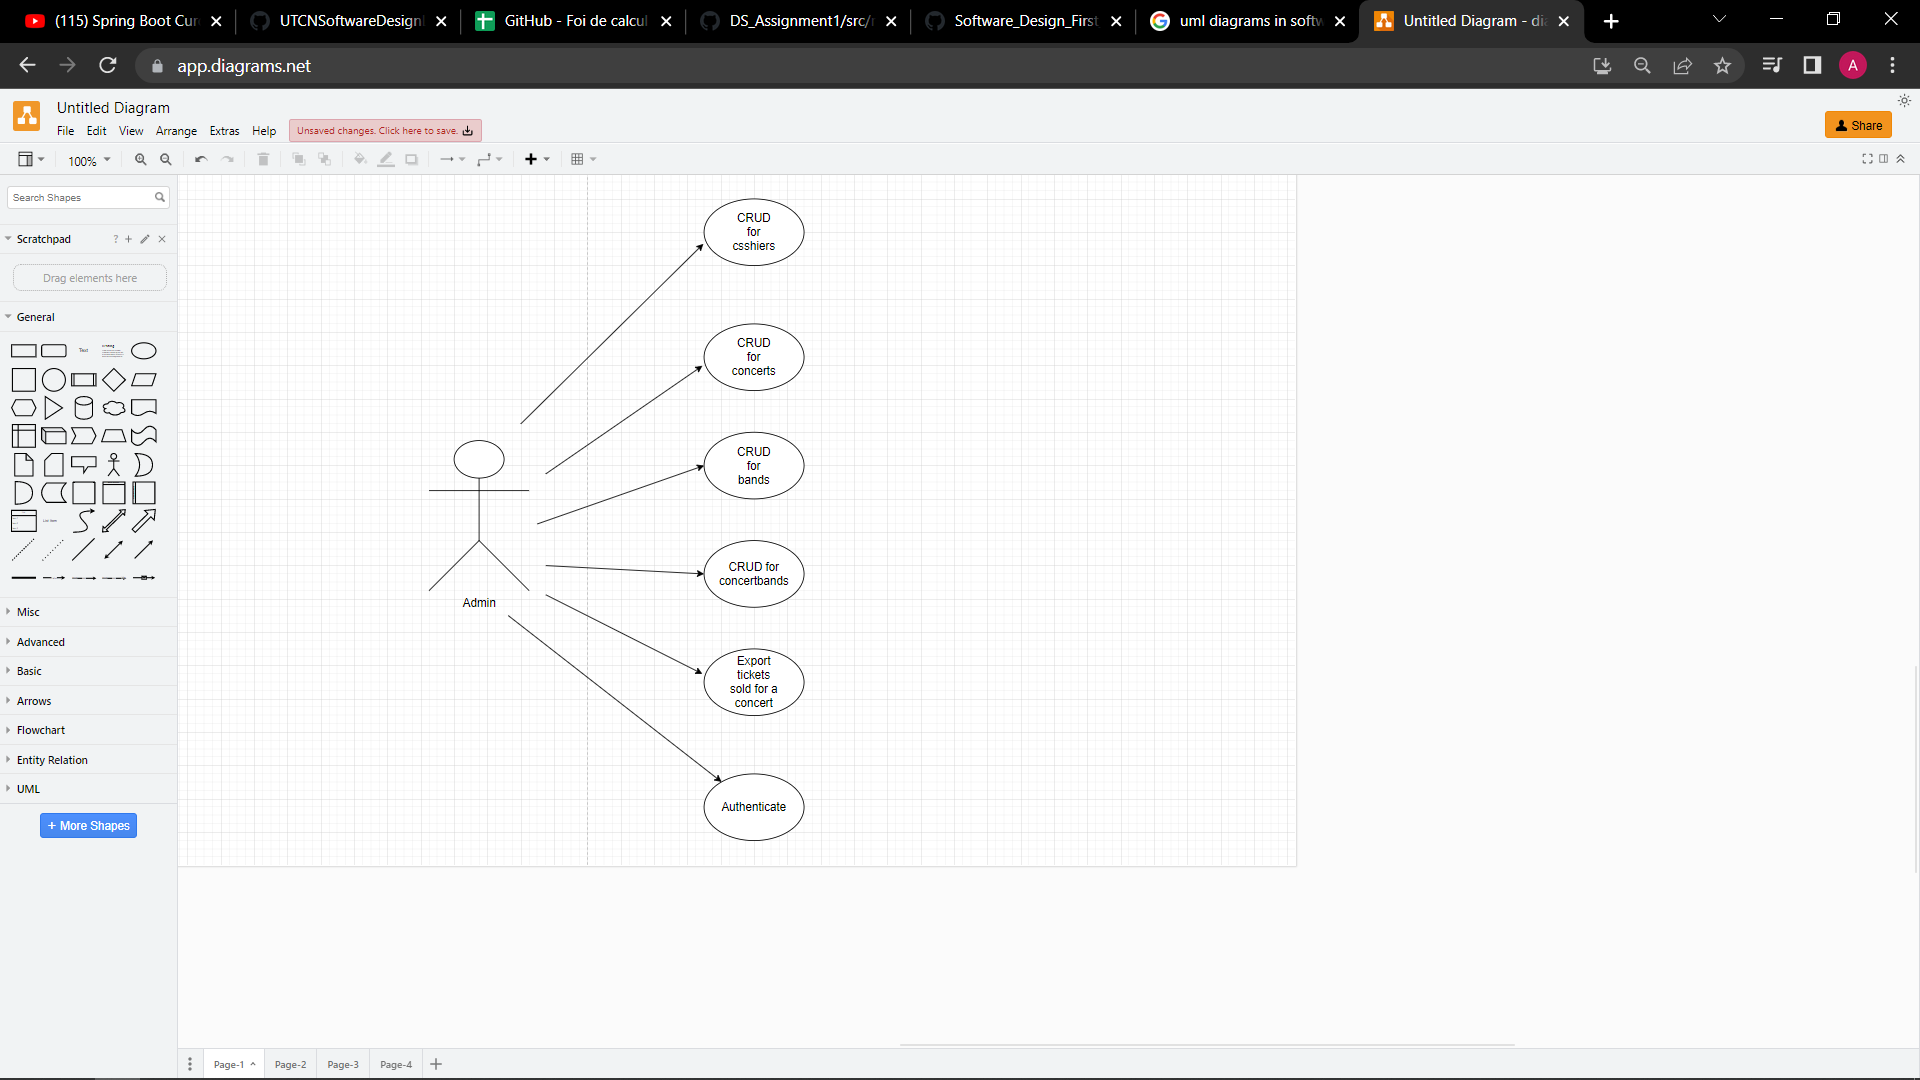 (115) Spring Boot Cur
UTCNSoftwareDesign
GitHub - Foi de calcul
DS_Assignment1/src/
Software_Design_First
uml diagrams in softw
Untitled Diagram - di
app.diagrams.net
A
Untitled Diagram
File Edit View Arrange Extras Help
Unsaved changes. Click here to save.
Share
100%
Search Shapes
Scratchpad
?
Drag elements here
General
Text
Heading
List Item
Misc
Advanced
Basic
Arrows
Flowchart
Entity Relation
UML
+ More Shapes
CRUD
for
csshiers
CRUD
for
concerts
CRUD
for
bands
CRUD for
concertbands
Export
tickets
sold for a
concert
Authenticate
Admin
Page-1
Page-2
Page-3
Page-4